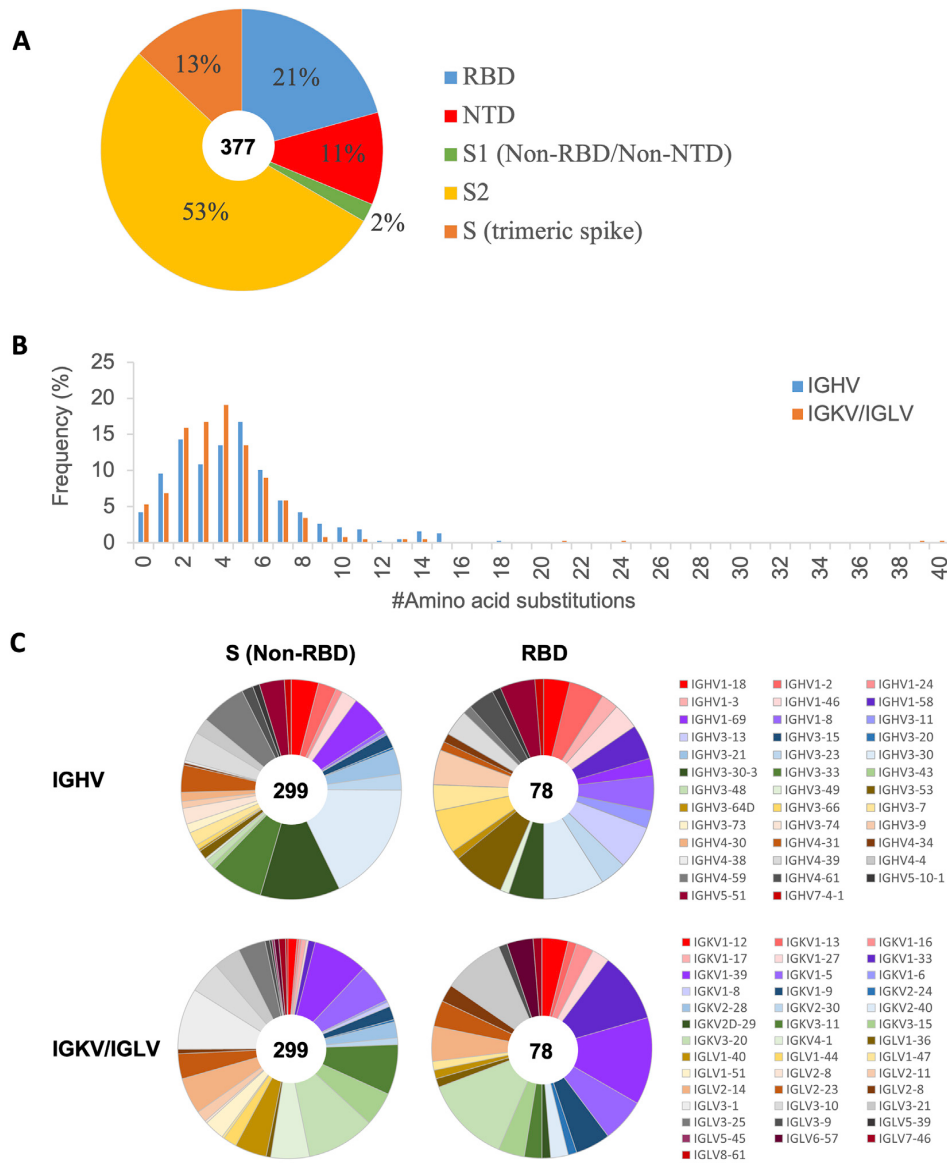 A
13%
21%
11%
2%
53%
377
RBD
NTD
S1 (Non-RBD/Non-NTD)
S2
S (trimeric spike)
B
Frequency (%)
25
20
15
10
5
0
IGHV
IGKV/IGLV
0 2 4 6 8 10 12 14 16 18 20 22 24 26 28 30 32 34 36 38 40
#Amino acid substitutions
C
S (Non-RBD) RBD
IGHV
299
78
IGHV1-18 IGHV1-2 IGHV1-24
IGHV1-3 IGHV1-46 IGHV1-58
IGHV1-69 IGHV1-8 IGHV3-11
IGHV3-13 IGHV3-15 IGHV3-20
IGHV3-21 IGHV3-23 IGHV3-30
IGHV3-30-3 IGHV3-33 IGHV3-43
IGHV3-48 IGHV3-49 IGHV3-53
IGHV3-64D IGHV3-66 IGHV3-7
IGHV3-73 IGHV3-74 IGHV3-9
IGHV4-30 IGHV4-31 IGHV4-34
IGHV4-38 IGHV4-39 IGHV4-4
IGHV4-59 IGHV4-61 IGHV5-10-1
IGHV5-51 IGHV7-4-1
IGKV/IGLV
299
78
IGKV1-12 IGKV1-13 IGKV1-16
IGKV1-17 IGKV1-27 IGKV1-33
IGKV1-39 IGKV1-5 IGKV1-6
IGKV1-8 IGKV1-9 IGKV2-24
IGKV2-28 IGKV2-30 IGKV2-40
IGKV2D-29 IGKV3-11 IGKV3-15
IGKV3-20 IGKV4-1 IGLV1-36
IGLV1-40 IGLV1-44 IGLV1-47
IGLV1-51 IGLV2-8 IGLV2-11
IGLV2-14 IGLV2-23 IGLV2-8
IGLV3-1 IGLV3-10 IGLV3-21
IGLV3-25 IGLV3-9 IGLV5-39
IGLV5-45 IGLV6-57 IGLV7-46
IGLV8-61